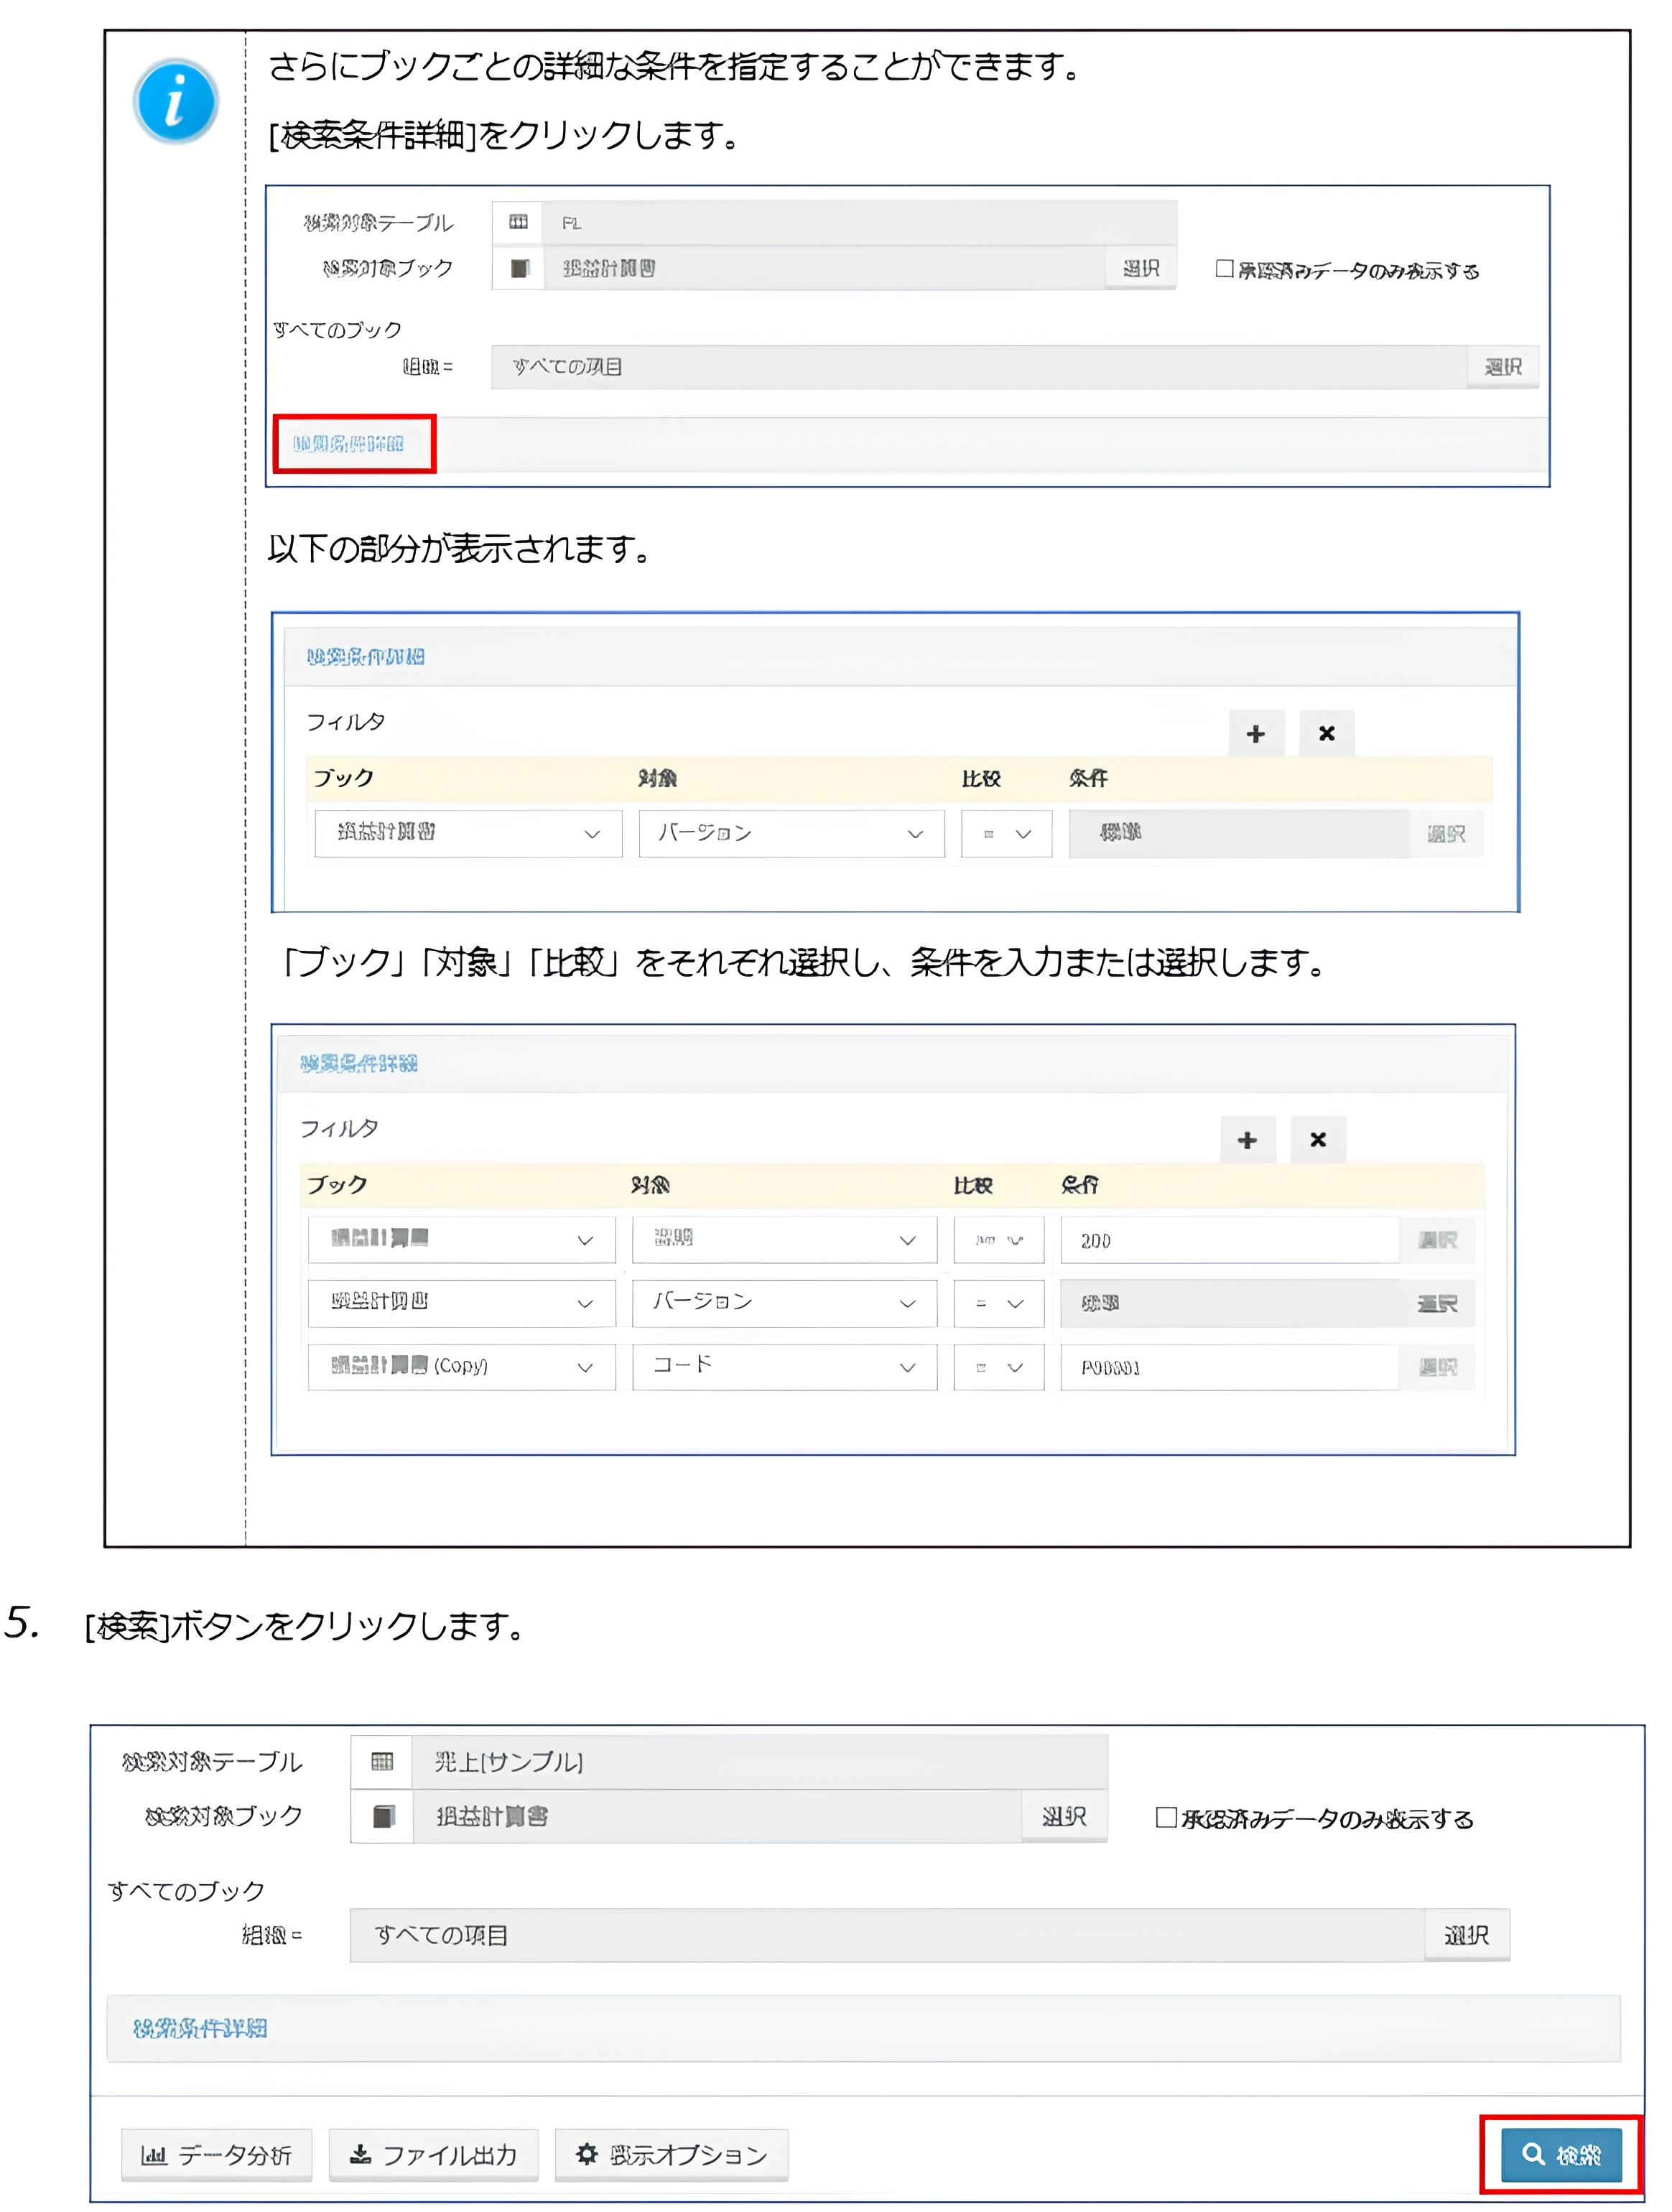 さらにブックごとの詳細な条件を指定することができます。
[検索条件詳細]をクリックします。
検索対象テーブル PL
検索対象ブック 損益計算書 選択 承認済みデータのみ表示する
すべてのブック
組織 = すべての項目 選択
検索条件詳細
以下の部分が表示されます。
検索条件詳細
フィルタ
ブック 対象 比較 条件
損益計算書 バージョン = 選択
「ブック」「対象」「比較」をそれぞれ選択し、条件を入力または選択します。
検索条件詳細
フィルタ
ブック 対象 比較 条件
損益計算書 200 選択
損益計算書 バージョン = 選択
損益計算書 (Copy) コード = 選択
5. [検索]ボタンをクリックします。
検索対象テーブル 売上(サンプル)
検索対象ブック 損益計算書 選択 承認済みデータのみ表示する
すべてのブック
組織 = すべての項目 選択
検索条件詳細
データ分析 ファイル出力 表示オプション 検索